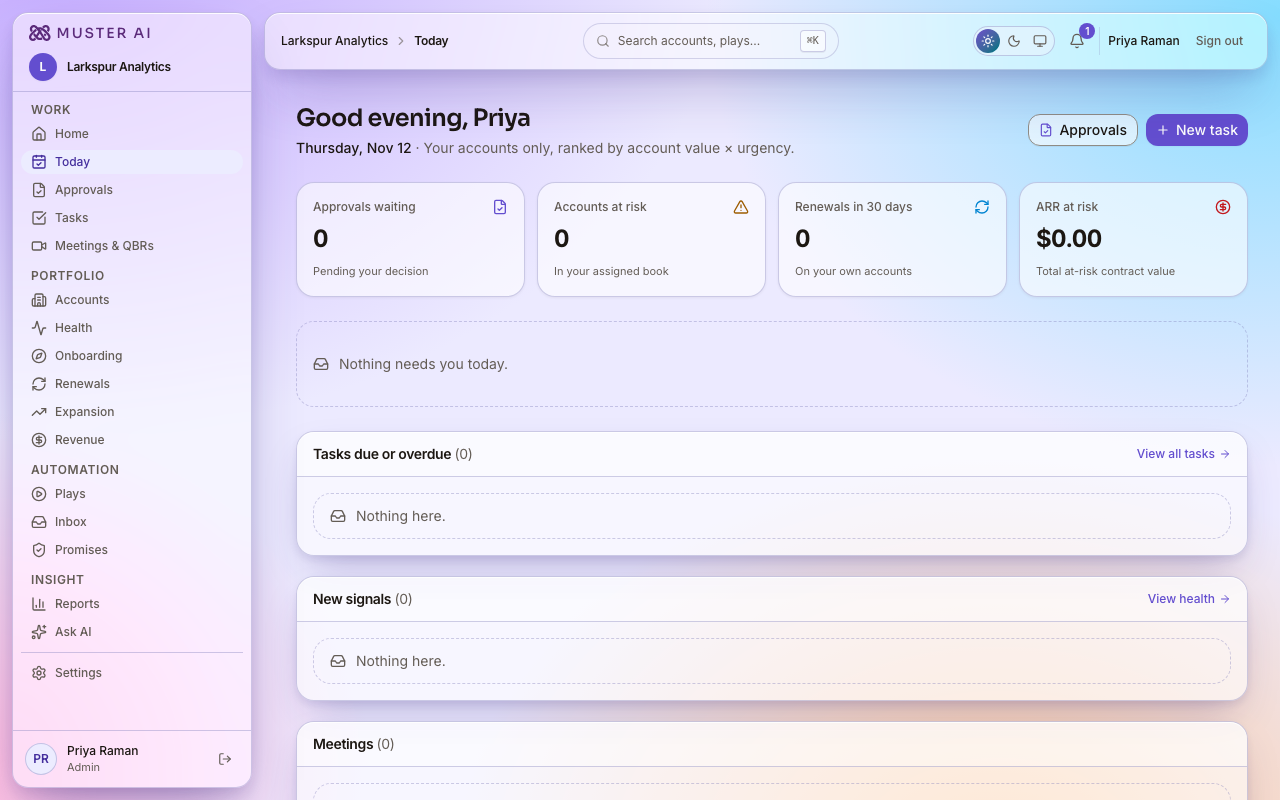 MUSTER AI
L
Larkspur Analytics
WORK
Home
Today
Approvals
Tasks
Meetings & QBRs
PORTFOLIO
Accounts
Health
Onboarding
Renewals
Expansion
Revenue
AUTOMATION
Plays
Inbox
Promises
INSIGHT
Reports
Ask AI
Settings
PR
Priya Raman
Admin
Larkspur Analytics > Today
Search accounts, plays... ⌘K
1
Priya Raman
Sign out
Good evening, Priya
Thursday, Nov 12 · Your accounts only, ranked by account value × urgency.
Approvals
+ New task
Approvals waiting
0
Pending your decision
Accounts at risk
0
In your assigned book
Renewals in 30 days
0
On your own accounts
ARR at risk
$0.00
Total at-risk contract value
Nothing needs you today.
Tasks due or overdue (0)
View all tasks →
Nothing here.
New signals (0)
View health →
Nothing here.
Meetings (0)